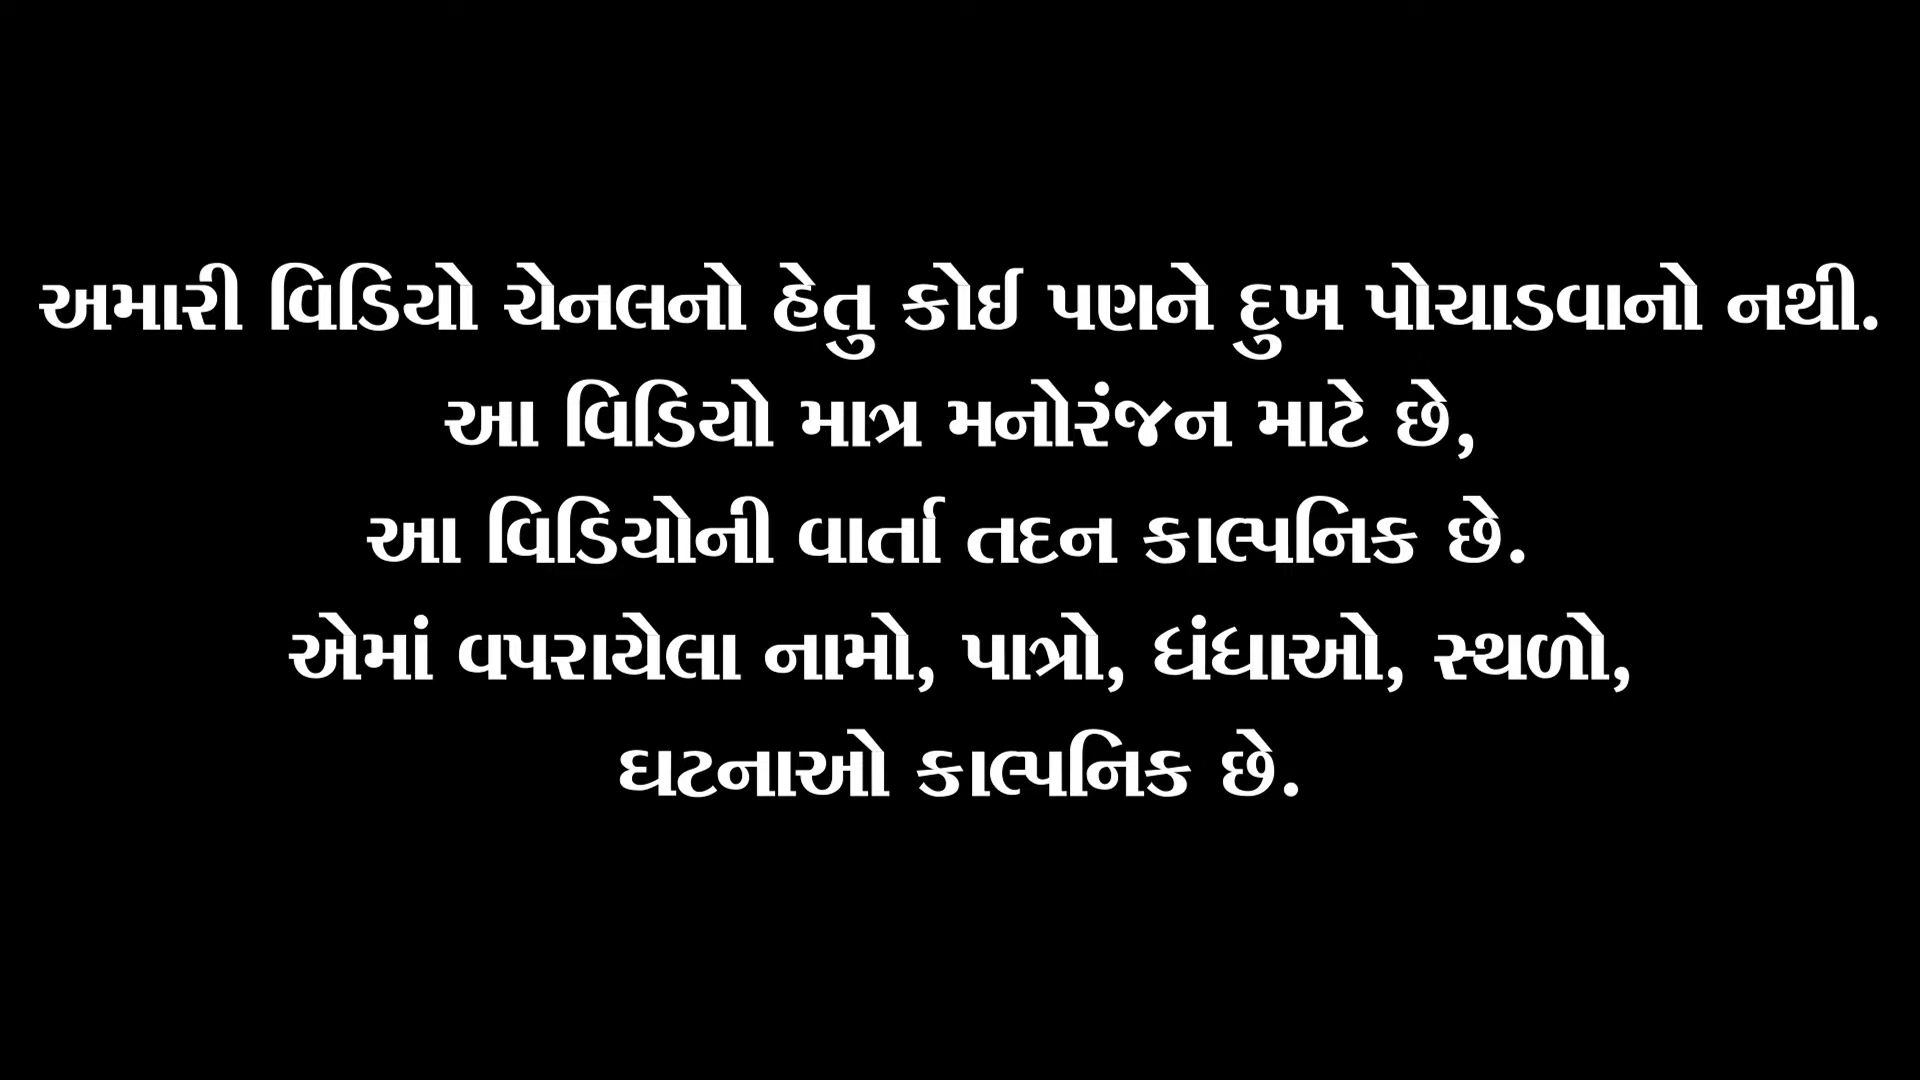 અમારી વિડિયો ચેનલનો હેતુ કોઈ પણને દુખ પોચાડવાનો નથી.
આ વિડિયો માત્ર મનોરંજન માટે છે,
આ વિડિયોની વાર્તા તદન કાલ્પનિક છે.
એમાં વપરાયેલા નામો, પાત્રો, ધંધાઓ, સ્થળો,
ઘટનાઓ કાલ્પનિક છે.